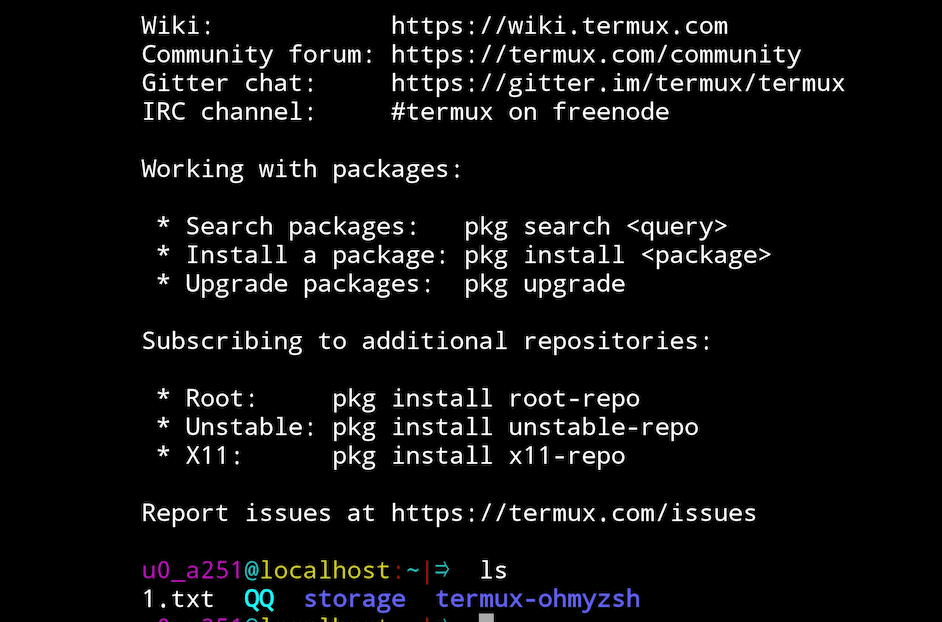 Wiki:            https://wiki.termux.com
Community forum: https://termux.com/community
Gitter chat:     https://gitter.im/termux/termux
IRC channel:     #termux on freenode
Working with packages:
 * Search packages:   pkg search <query>
 * Install a package: pkg install <package>
 * Upgrade packages:  pkg upgrade
Subscribing to additional repositories:
 * Root:     pkg install root-repo
 * Unstable: pkg install unstable-repo
 * X11:      pkg install x11-repo
Report issues at https://termux.com/issues
u0_a251@localhost:~|⇒  ls
1.txt  QQ  storage  termux-ohmyzsh
u0_a251@localhost:~|⇒